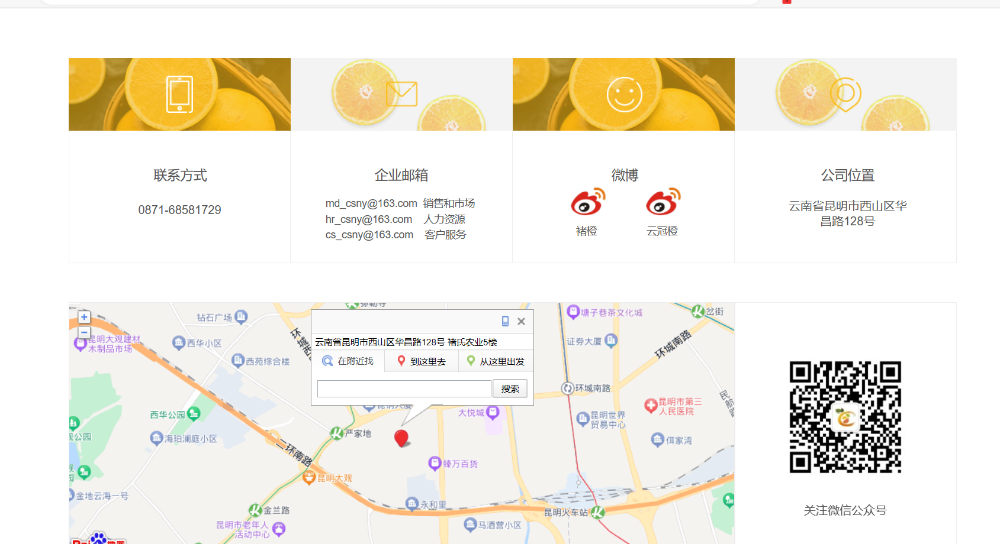 联系方式
0871-68581729
企业邮箱
md_csny@163.com 销售和市场
hr_csny@163.com 人力资源
cs_csny@163.com 客户服务
微博
褚橙
云冠橙
公司位置
云南省昆明市西山区华
昌路128号
钻石广场
昆明大观建材
木制品市场
西华小区
西苑综合楼
云南省昆明市西山区华昌路128号 褚氏农业5楼
在附近找
到这里去
从这里出发
搜索
塘子巷茶文化城
岔街
证券大厦
环城南路
环城南路
西华公园
海珀澜庭小区
严家地
大悦城
昆明世界
贸易中心
昆明市第三
人民医院
佴家湾
二环南路
昆明大观
臻万百货
金地云海一号
金兰路
永和里
昆明火车站
昆明市老年人
活动中心
马洒营小区
关注微信公众号